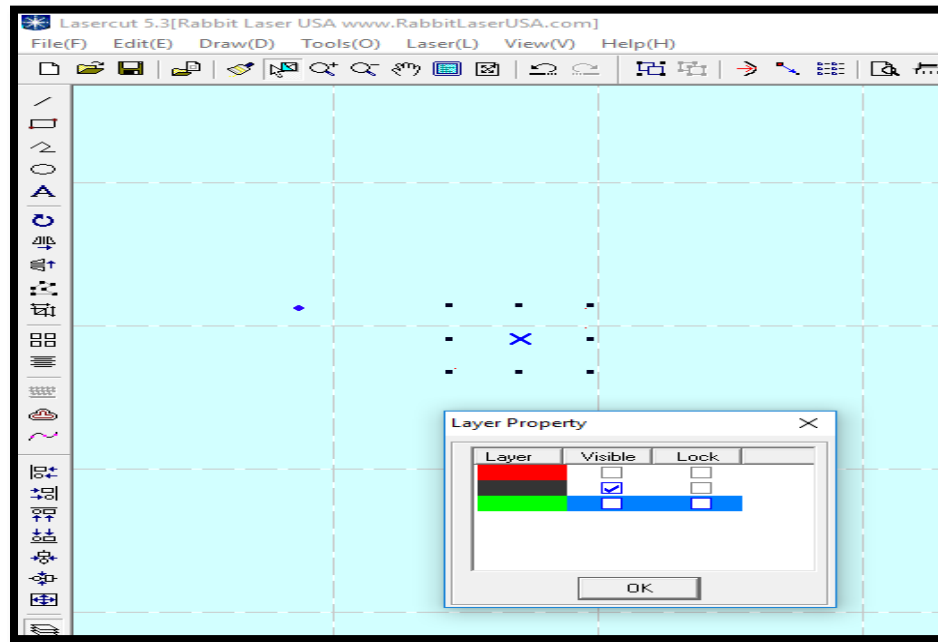 Lasercut 5.3[Rabbit Laser USA www.RabbitLaserUSA.com]
File(F) Edit(E) Draw(D) Tools(O) Laser(L) View(V) Help(H)
A
Layer Property
Layer Visible Lock
OK